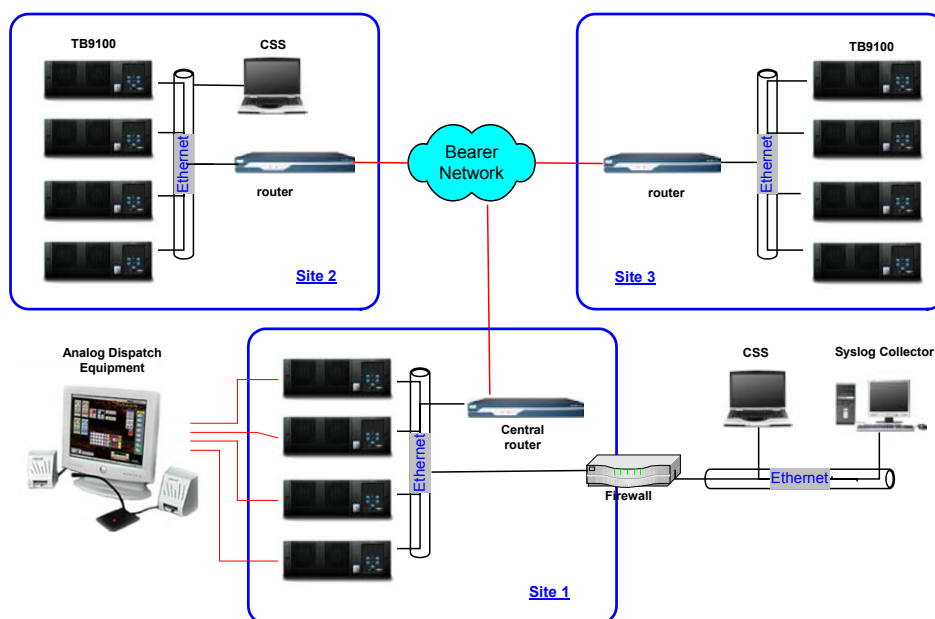 TB9100
CSS
TB9100
Ethernet
router
Bearer
Network
router
Ethernet
Site 2
Site 3
Analog Dispatch
Equipment
CSS
Syslog Collector
Central
router
Ethernet
Firewall
Ethernet
Site 1